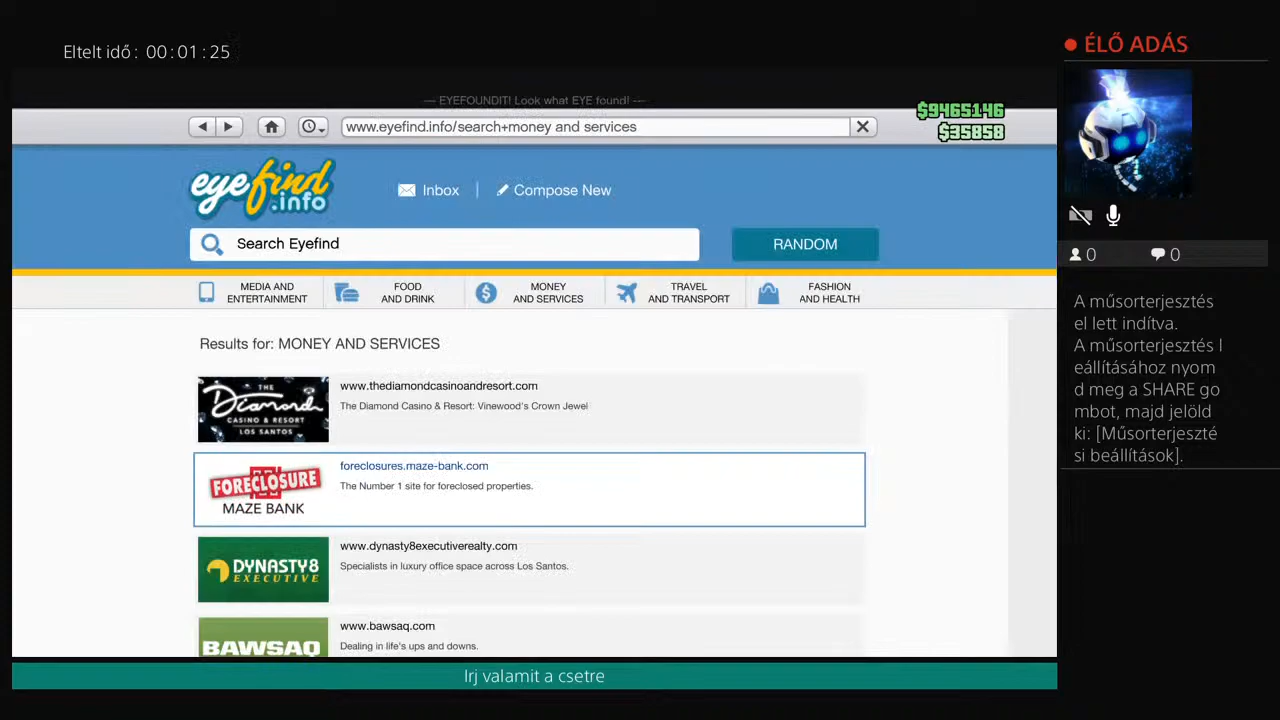 Eltelt idő: 00:01:25
ÉLŐ ADÁS
— EYEFOUNDIT! Look what EYE found! —
$9465146
www.eyefind.info/search+money and services
$35858
eyefind.info
Inbox
Compose New
Search Eyefind
RANDOM
0
0
MEDIA AND ENTERTAINMENT
FOOD AND DRINK
MONEY AND SERVICES
TRAVEL AND TRANSPORT
FASHION AND HEALTH
A műsorterjesztés
el lett indítva.
A műsorterjesztés l
eállításához nyom
d meg a SHARE go
mbot, majd jelöld
ki: [Műsorterjeszté
si beállítások].
Results for: MONEY AND SERVICES
THE
Diamond
CASINO & RESORT
LOS SANTOS
www.thediamondcasinoandresort.com
The Diamond Casino & Resort: Vinewood's Crown Jewel
FORECLOSURE
MAZE BANK
foreclosures.maze-bank.com
The Number 1 site for foreclosed properties.
DYNASTY8
EXECUTIVE
www.dynasty8executiverealty.com
Specialists in luxury office space across Los Santos.
BAWSAQ
www.bawsaq.com
Dealing in life's ups and downs.
Irj valamit a csetre